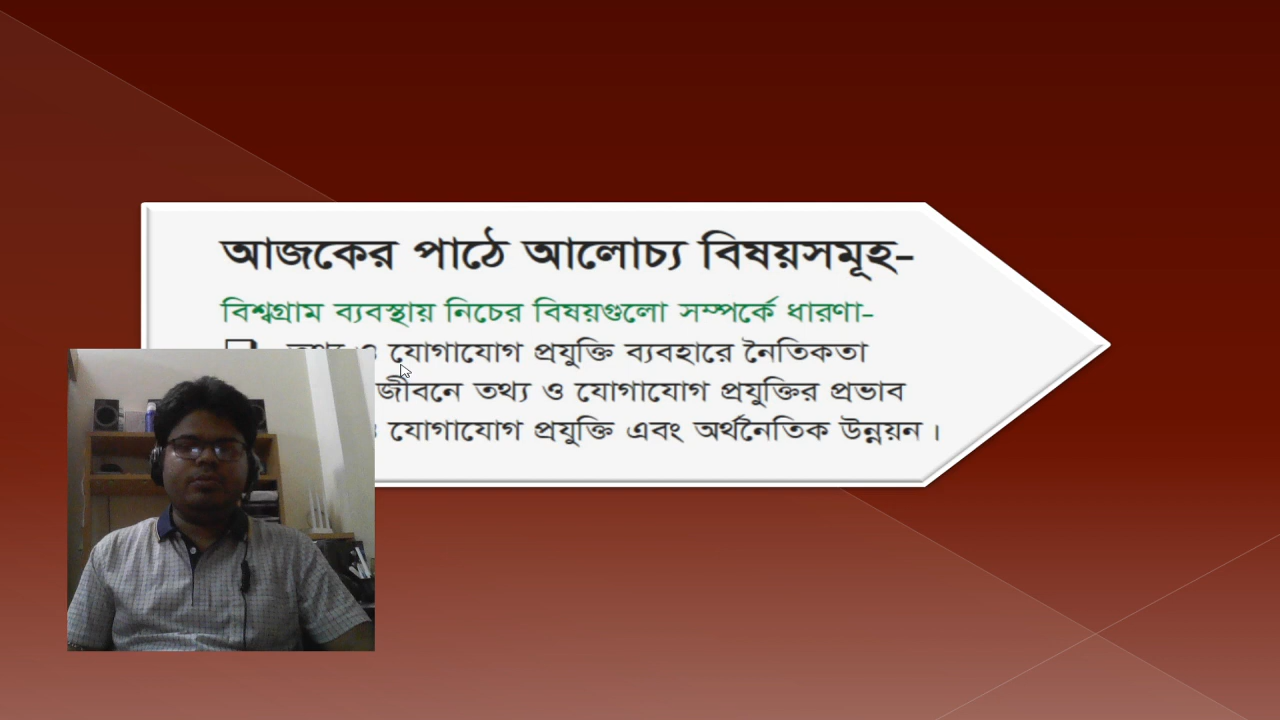 আজকের পাঠে আলোচ্য বিষয়সমূহ-
বিশ্বগ্রাম ব্যবস্থায় নিচের বিষয়গুলো সম্পর্কে ধারণা-
তথ্য ও যোগাযোগ প্রযুক্তি ব্যবহারে নৈতিকতা
জীবনে তথ্য ও যোগাযোগ প্রযুক্তির প্রভাব
যোগাযোগ প্রযুক্তি এবং অর্থনৈতিক উন্নয়ন।